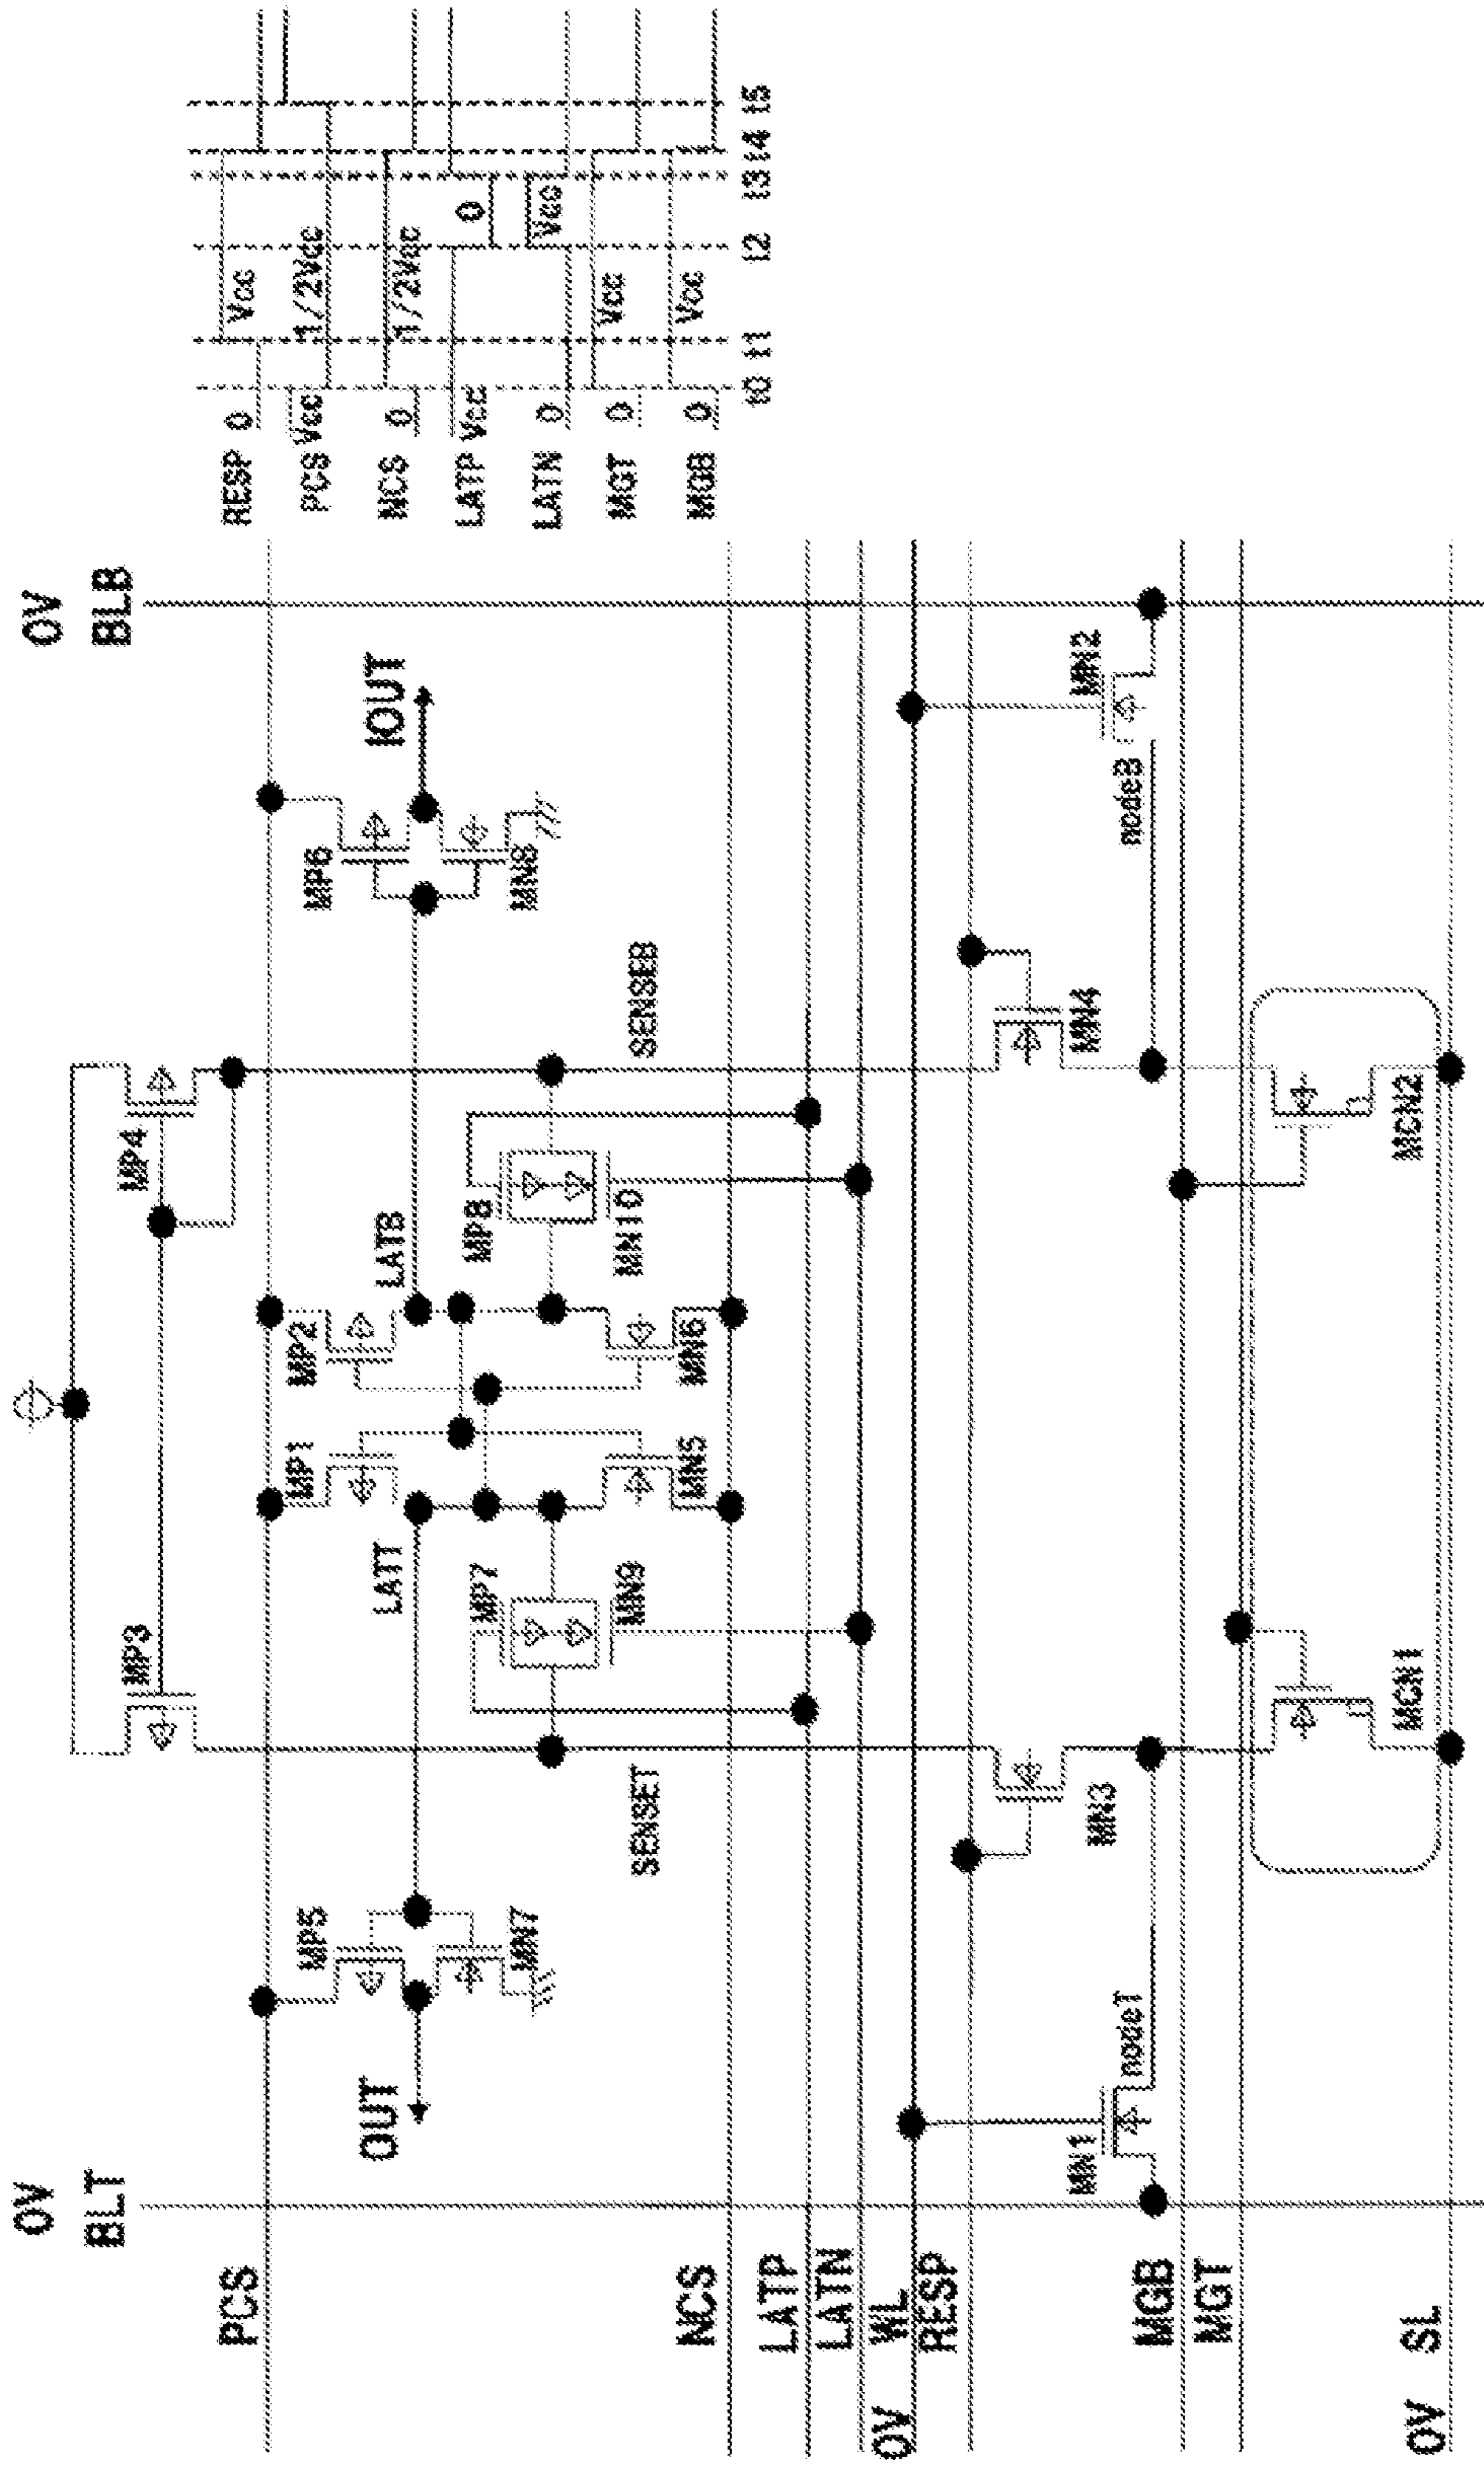 0V
BLT
0V
BLB
PCS
NCS
LATP
LATN
0V WL
RESP
MGB
MGT
0V SL
MP3
MP4
MP5
MN7
OUT
LATT
MP1
MP2
LATB
MP6
MN8
IOUT
MP7
MN9
MN5
MN6
MP8
MN10
SENSET
SENSEB
MN3
MN4
MN1
nodeT
nodeB
MN2
MCN1
MCN2
RESP 0 Vcc
PCS Vcc 1/2Vcc
NCS 0 1/2Vcc
LATP Vcc 0
LATN 0 Vcc
MGT 0 Vcc
MGB 0 Vcc
t0 t1 t2 t3 t4 t5